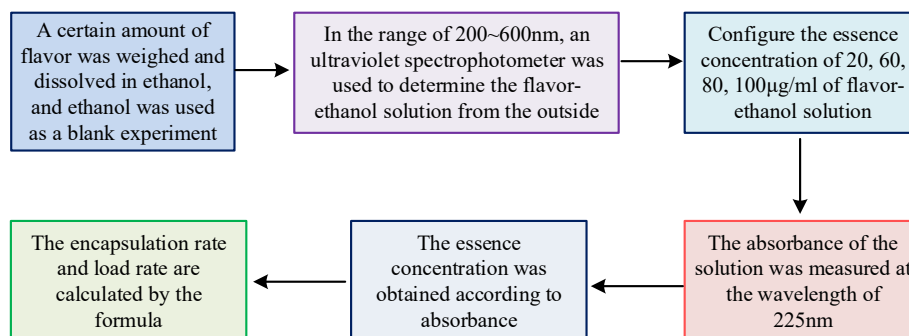 A certain amount of
flavor was weighed and
dissolved in ethanol,
and ethanol was used
as a blank experiment
In the range of 200~600nm, an
ultraviolet spectrophotometer was
used to determine the flavor-
ethanol solution from the outside
Configure the essence
concentration of 20, 60,
80, 100μg/ml of flavor-
ethanol solution
The absorbance of the
solution was measured at
the wavelength of
225nm
The essence
concentration was
obtained according to
absorbance
The encapsulation rate
and load rate are
calculated by the
formula